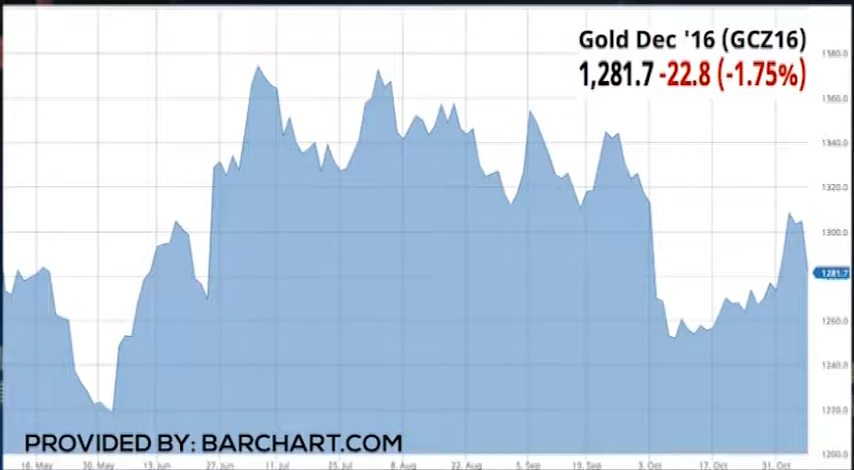 Gold Dec '16 (GCZ16)
1,281.7 -22.8 (-1.75%)
1380.0
1360.0
1340.0
1320.0
1300.0
1281.7
1260.0
1240.0
1220.0
1200.0
PROVIDED BY: BARCHART.COM
16. May 30. May 13. Jun 27. Jun 11. Jul 25. Jul 8. Aug 22. Aug 5. Sep 19. Sep 3. Oct 17. Oct 31. Oct